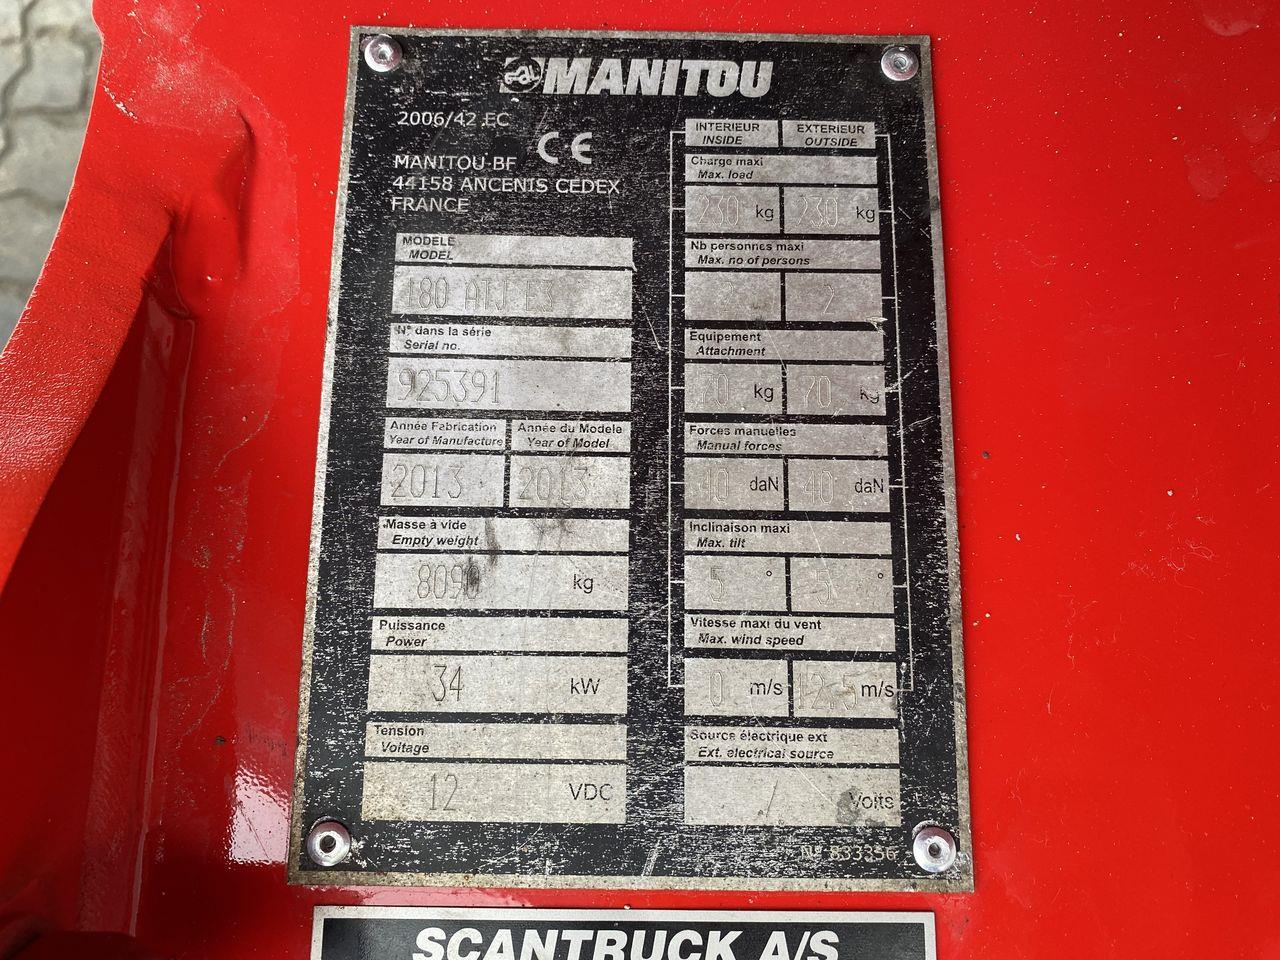 MANITOU
2006/42 EC
CE
MANITOU BF
44158 ANCENIS CEDEX
FRANCE
MODELE
MODEL
180 ATJ E3
N° dans la série
Serial no.
925391
Année Fabrication Année du Modele
Year of Manufacture Year of Model
2013 2013
Masse à vide
Empty weight
8090 kg
Puissance
Power
34 kW
Tension
Voltage
12 VDC
INTERIEUR EXTERIEUR
INSIDE OUTSIDE
Charge maxi
Max. load
230 kg 230 kg
Nb personnes maxi
Max. no of persons
2 2
Equipement
Attachment
70 kg 70 kg
Forces manuelles
Manual forces
40 daN 40 daN
Inclinaison maxi
Max. tilt
5 ° 5 °
Vitesse maxi du vent
Max. wind speed
0 m/s 12.5 m/s
Source électrique ext
Ext. electrical source
/ Volts
N° 833356
SCANTRUCK A/S